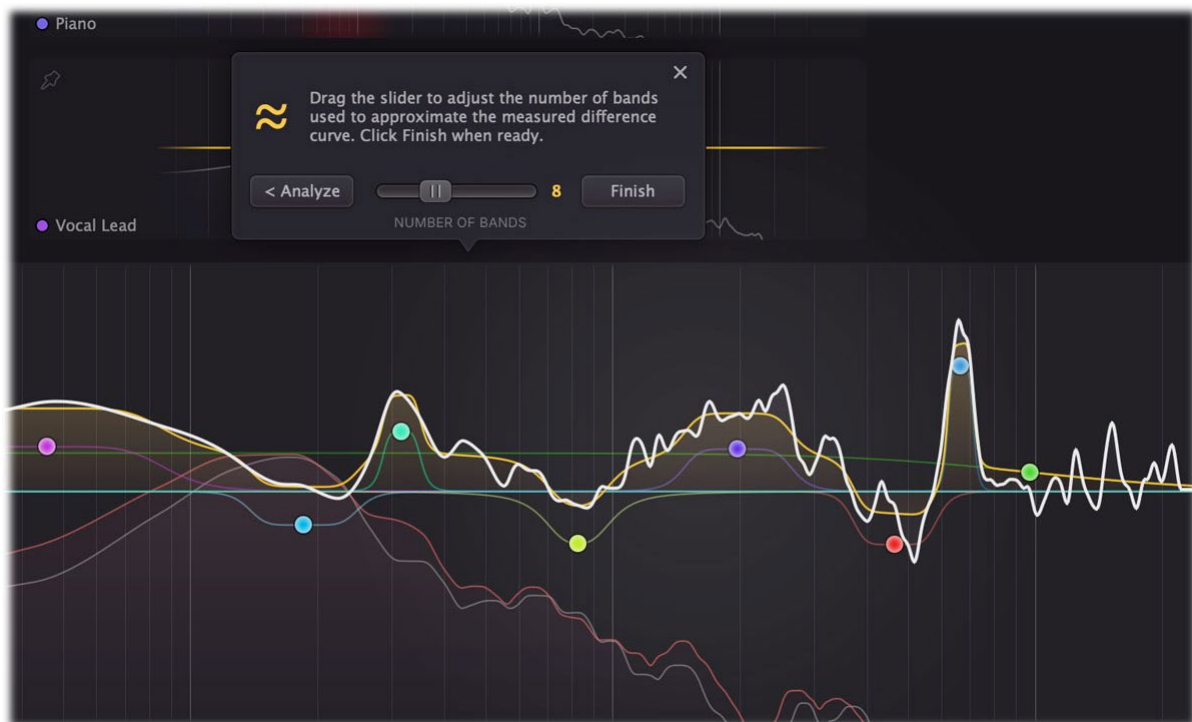 Piano
Drag the slider to adjust the number of bands
used to approximate the measured difference
curve. Click Finish when ready.
< Analyze
8
Finish
NUMBER OF BANDS
Vocal Lead